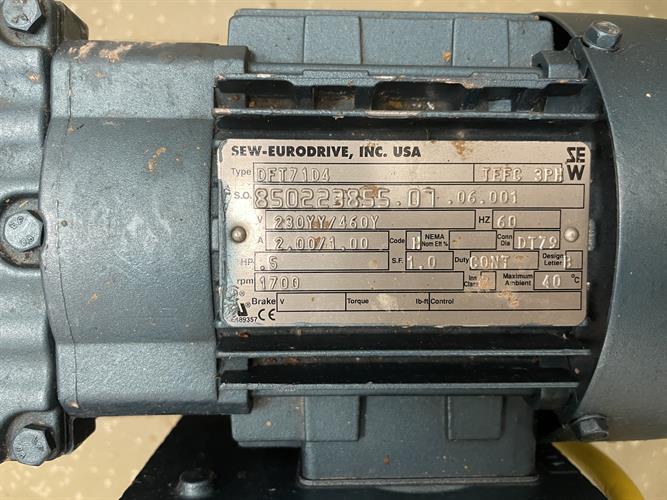 SEW-EURODRIVE, INC. USA
SEW
Type DFT71D4 TEFC 3PH
S.O. 850223855.07 .06.001
V 230YY/460Y HZ 60
A 2.00/1.00 Code NEMA Nom Eff % Conn Dia DT79
HP .5 S.F. 1.0 Duty CONT Design Letter B
rpm 1700 Maximum Ambient 40 °C
Brake V Torque lb-ft Control
CE